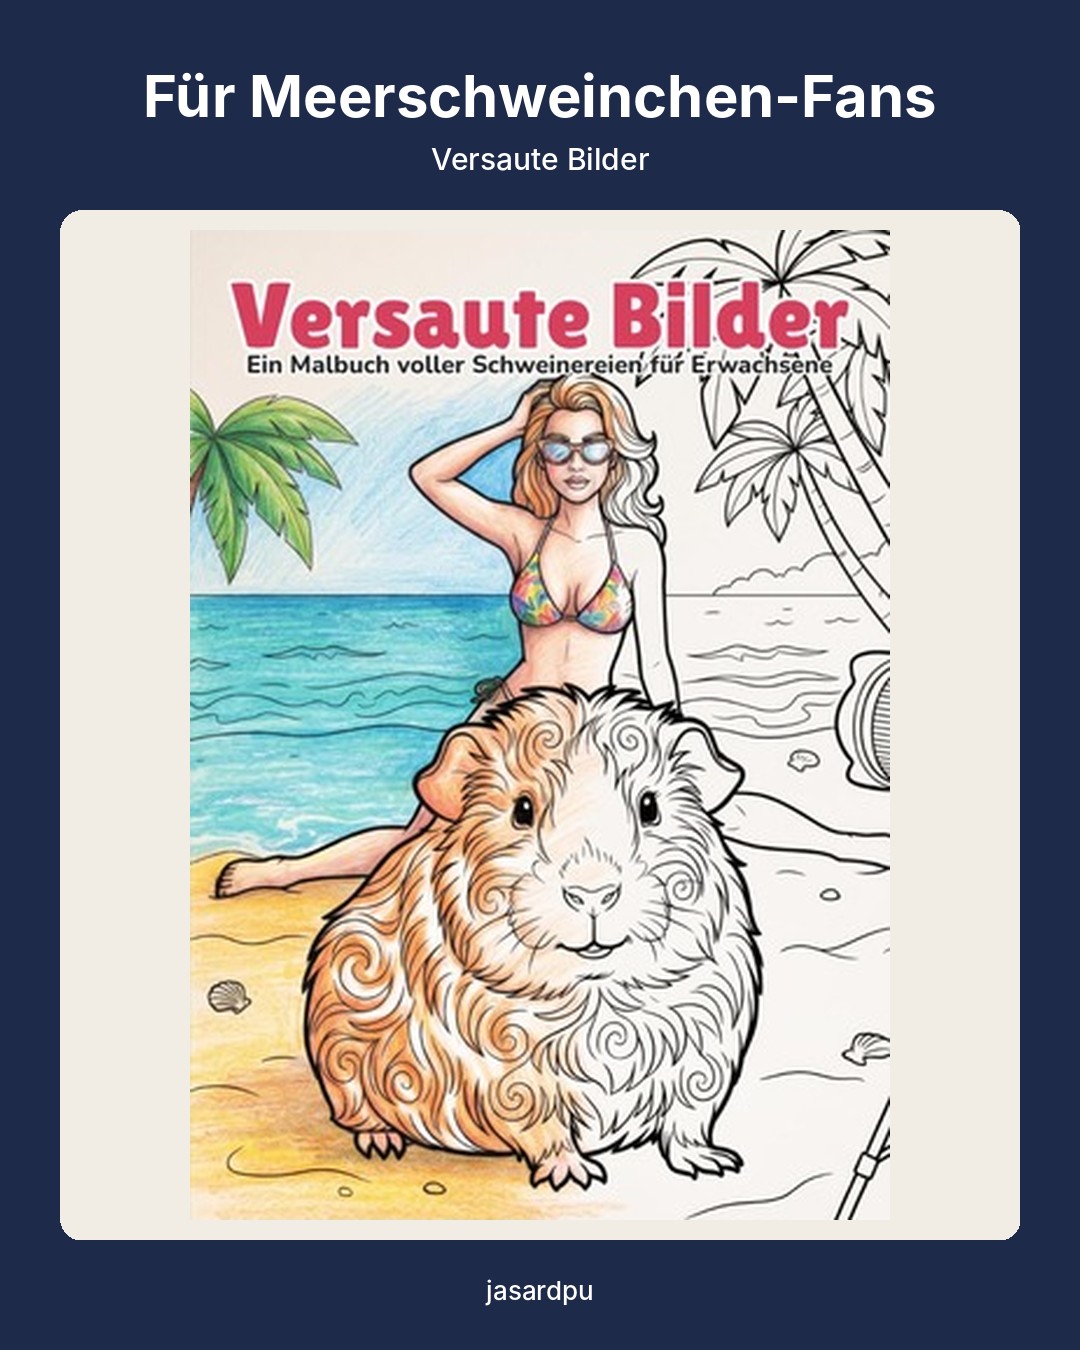 Für Meerschweinchen-Fans
Versaute Bilder
Versaute Bilder
Ein Malbuch voller Schweinereien für Erwachsene
jasardpu